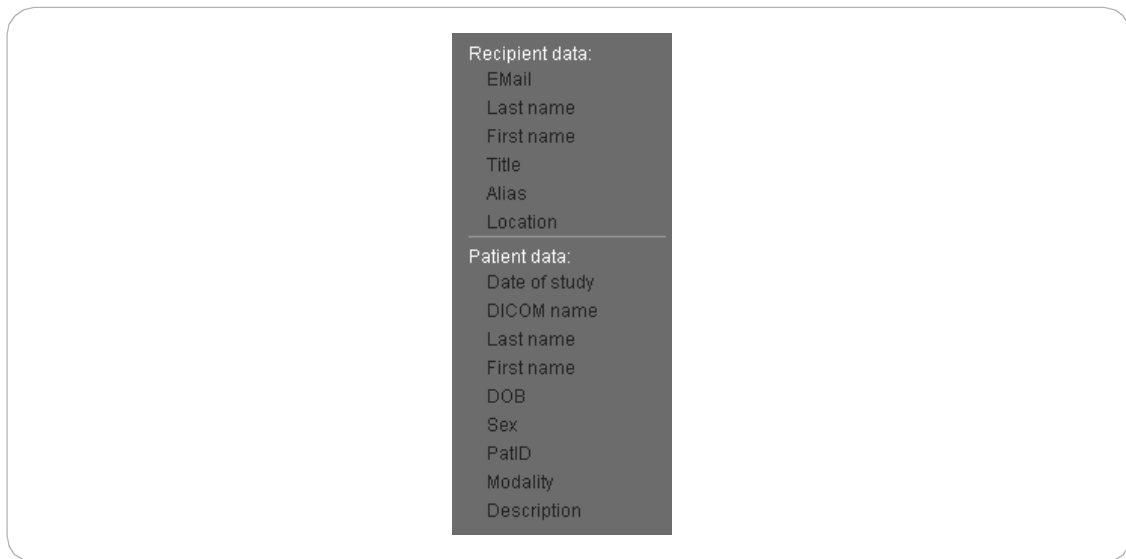 Recipient data:
EMail
Last name
First name
Title
Alias
Location
Patient data:
Date of study
DICOM name
Last name
First name
DOB
Sex
PatID
Modality
Description